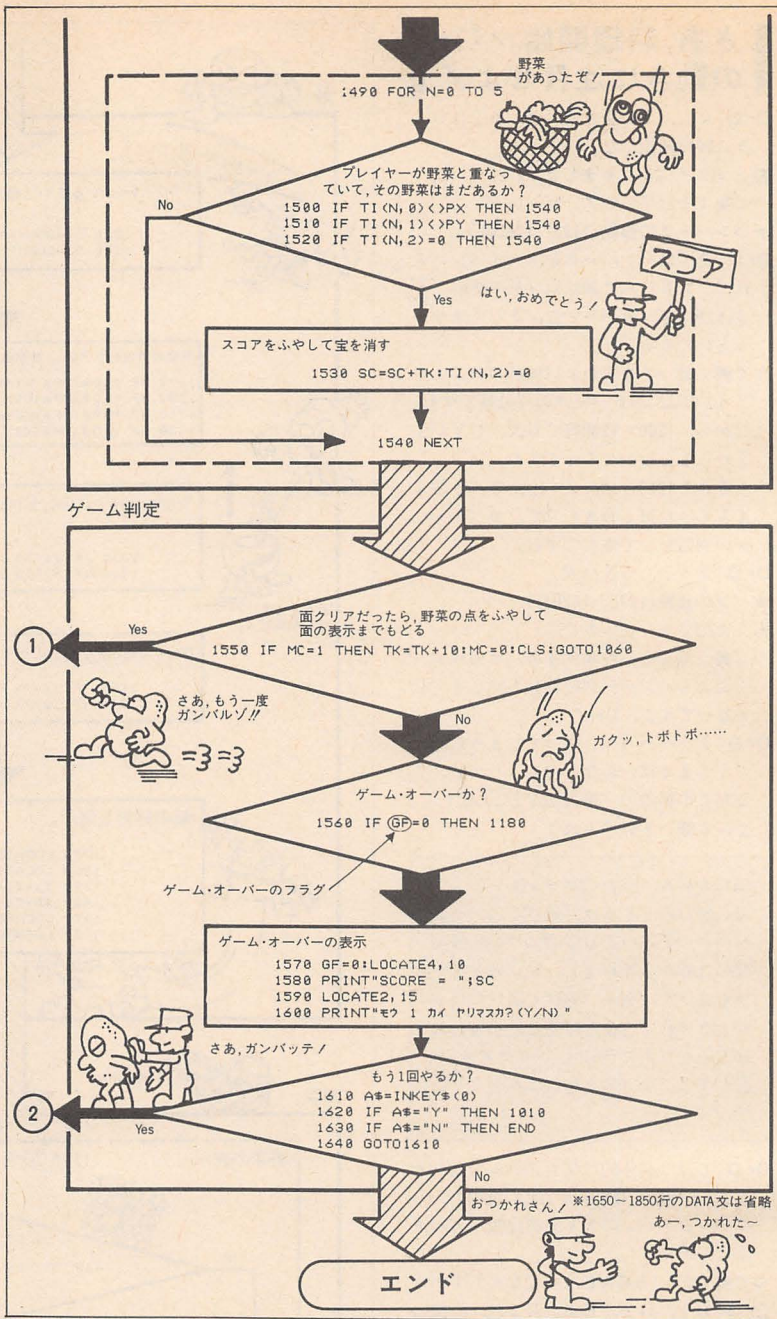 野菜
があったぞ!
1490 FOR N=0 TO 5
プレイヤーが野菜と重なっ
ていて,その野菜はまだあるか?
No
1500 IF TI(N,0)<>PX THEN 1540
1510 IF TI(N,1)<>PY THEN 1540
1520 IF TI(N,2)=0 THEN 1540
スコア
Yes
はい,おめでとう!
スコアをふやして宝を消す
1530 SC=SC+TK:TI(N,2)=0
1540 NEXT
ゲーム判定
面クリアだったら,野菜の点をふやして
面の表示までもどる
1
Yes
1550 IF MC=1 THEN TK=TK+10:MC=0:CLS:GOTO1060
さあ,もう一度
ガンバルゾ!!
No
ガクッ,トボトボ……
ゲーム・オーバーか?
1560 IF GF=0 THEN 1180
ゲーム・オーバーのフラグ
ゲーム・オーバーの表示
1570 GF=0:LOCATE4,10
1580 PRINT"SCORE = ";SC
1590 LOCATE2,15
1600 PRINT"モウ 1 カイ ヤリマスカ?(Y/N)"
さあ,ガンバッテ!
もう1回やるか?
1610 A$=INKEY$(0)
1620 IF A$="Y" THEN 1010
1630 IF A$="N" THEN END
1640 GOTO1610
2
Yes
No
おつかれさん!
※1650~1850行のDATA文は省略
あー,つかれた~
エンド